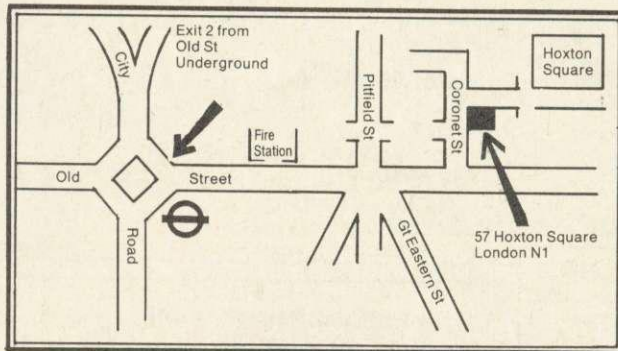 Exit 2 from
Old St
Underground
City
Pitfield St
Coronet St
Hoxton
Square
Fire
Station
Old
Street
Road
Gt Eastern St
57 Hoxton Square
London N1